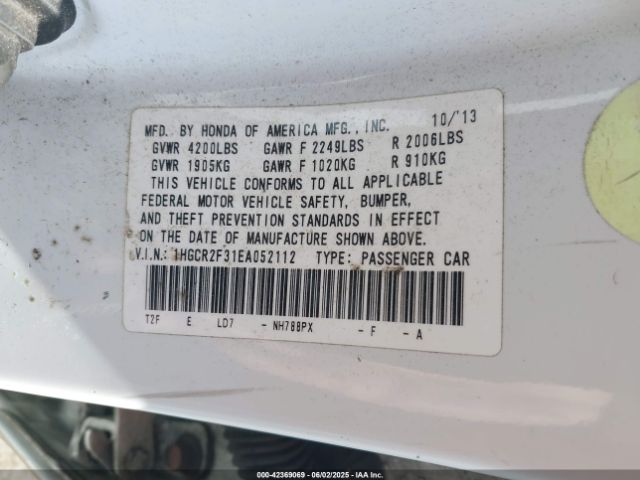 MFD. BY HONDA OF AMERICA MFG., INC. 10/'13
GVWR 4200LBS GAWR F 2249LBS R 2006LBS
GVWR 1905KG GAWR F 1020KG R 910KG
THIS VEHICLE CONFORMS TO ALL APPLICABLE
FEDERAL MOTOR VEHICLE SAFETY, BUMPER,
AND THEFT PREVENTION STANDARDS IN EFFECT
ON THE DATE OF MANUFACTURE SHOWN ABOVE.
V.I.N.: 1HGCR2F31EA052112 TYPE: PASSENGER CAR
T2F E LD7 - NH788PX - F - A
000-42369069 06/02/2025 IAA Inc.